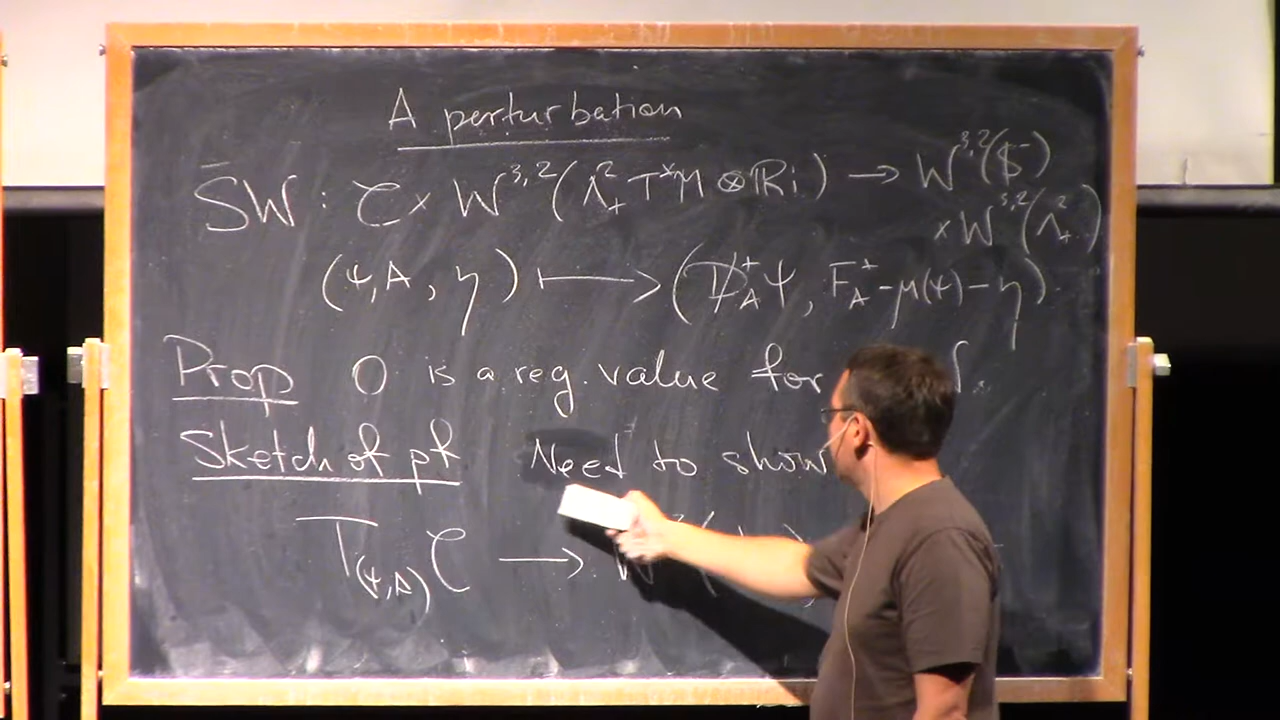 A perturbation
S̄W : 𝒞 × W^{3,2}(Λ²₊ T*M ⊗ ℝi) → W^{3,2}($̸⁻)
× W^{3,2}(Λ²₊)
(ψ, A, η) ⟼ (D̸⁺_A ψ, F⁺_A − μ(ψ) − η)
Prop 0 is a reg. value for
Sketch of pf Need to show
T_{(ψ,A)} 𝒞 →